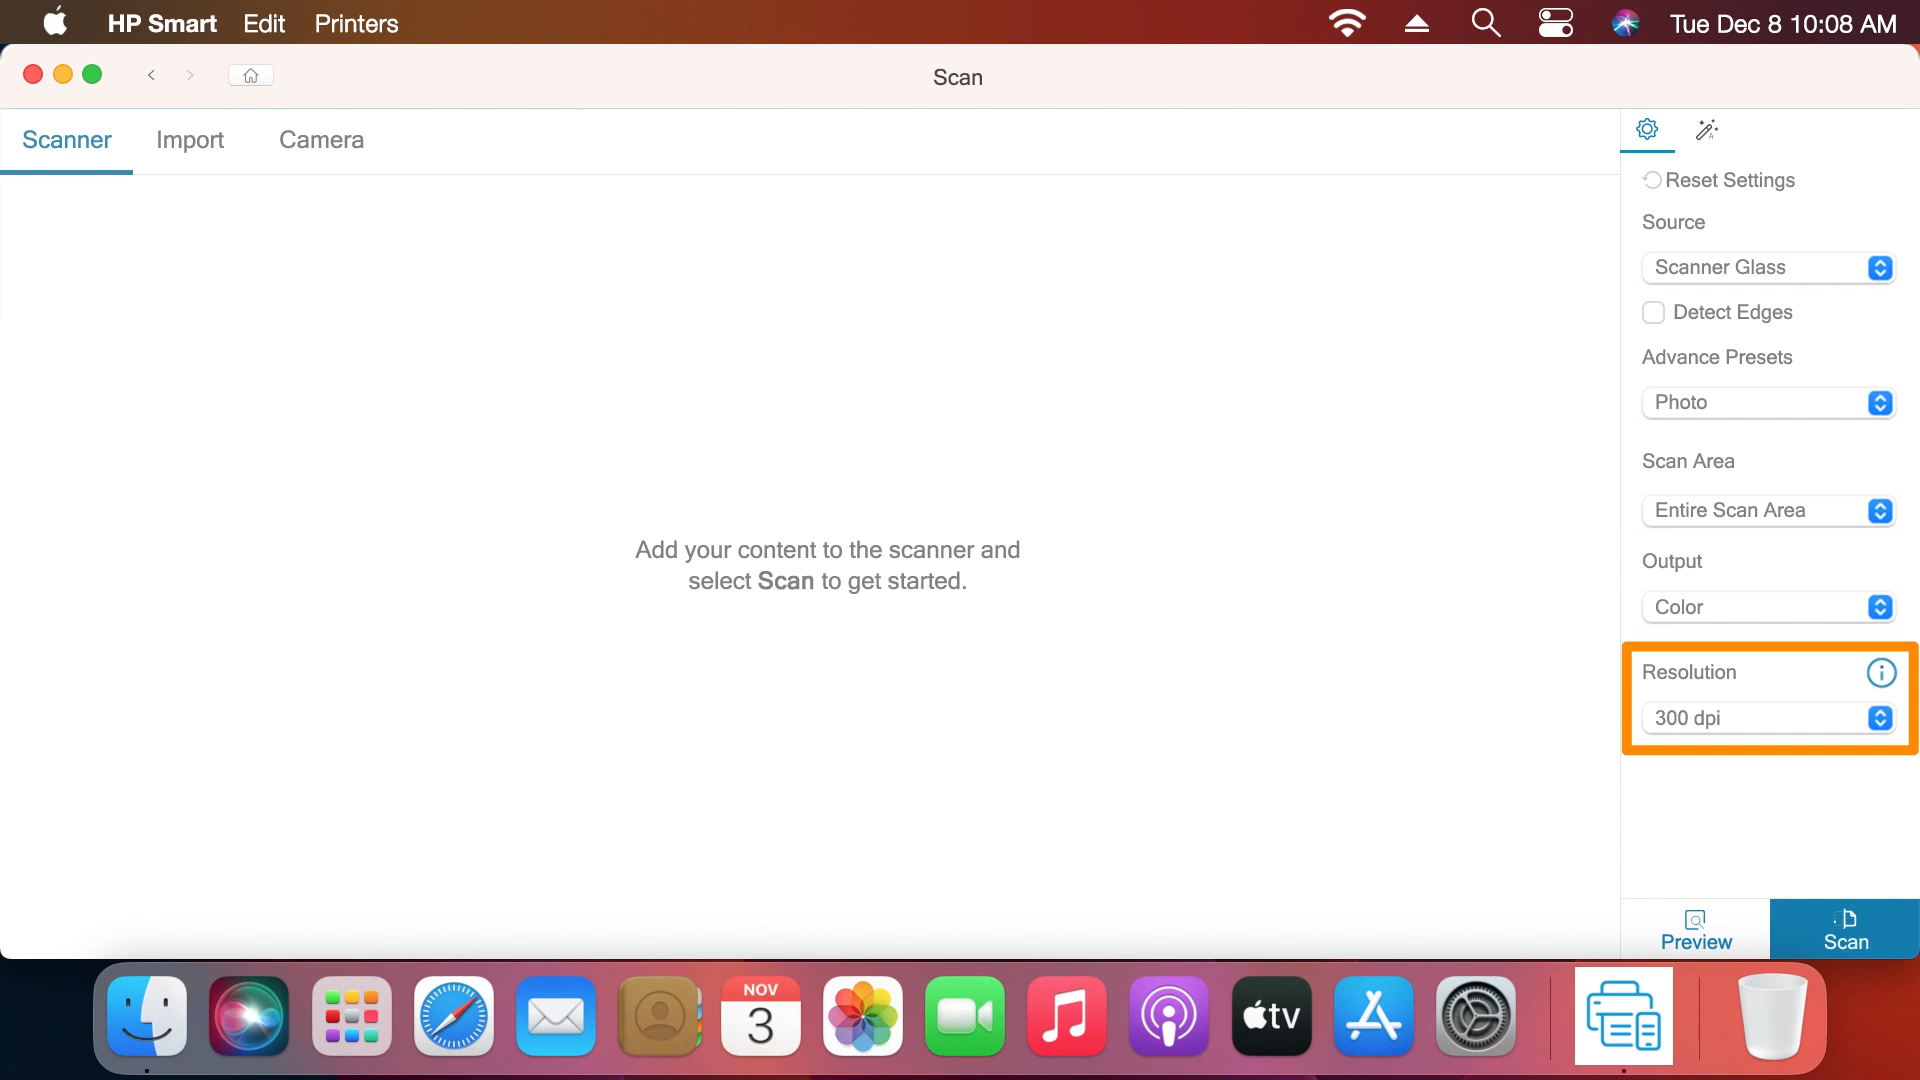 HP Smart Edit Printers Tue Dec 8 10:08 AM
Scan
Scanner Import Camera
Reset Settings
Source
Scanner Glass
Detect Edges
Advance Presets
Photo
Scan Area
Entire Scan Area
Output
Color
Resolution
300 dpi
Add your content to the scanner and
select Scan to get started.
Preview
Scan
NOV
3
tv